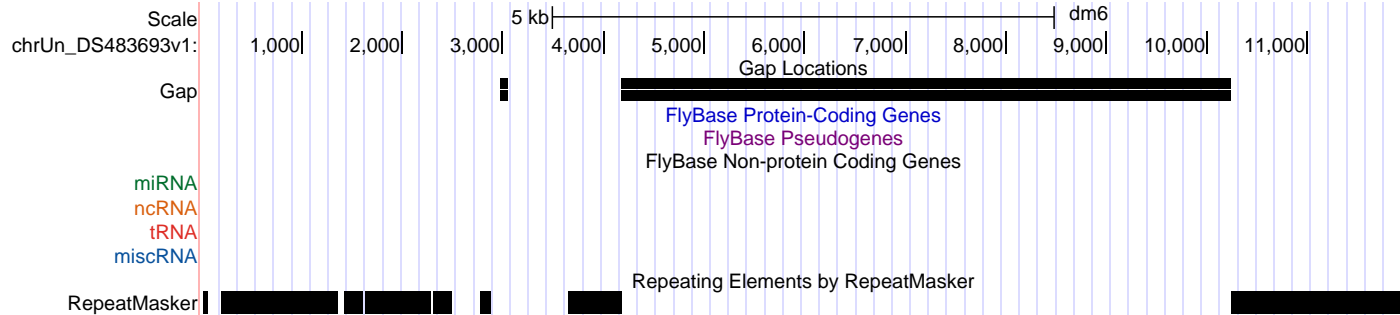 Scale 5 kb dm6
chrUn_DS483693v1: 1,000 2,000 3,000 4,000 5,000 6,000 7,000 8,000 9,000 10,000 11,000
Gap Locations
Gap
FlyBase Protein-Coding Genes
FlyBase Pseudogenes
FlyBase Non-protein Coding Genes
miRNA
ncRNA
tRNA
miscRNA
Repeating Elements by RepeatMasker
RepeatMasker